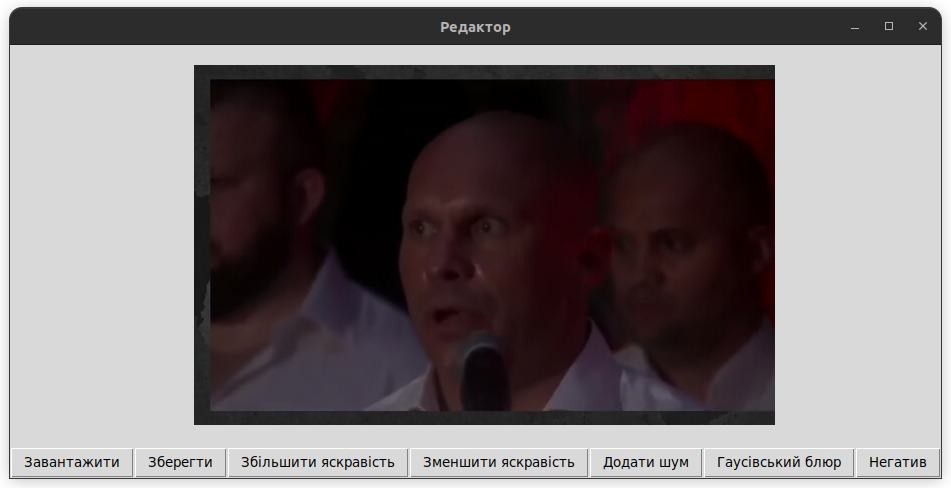 Редактор
Завантажити Зберегти Збільшити яскравість Зменшити яскравість Додати шум Гаусівський блюр Негатив